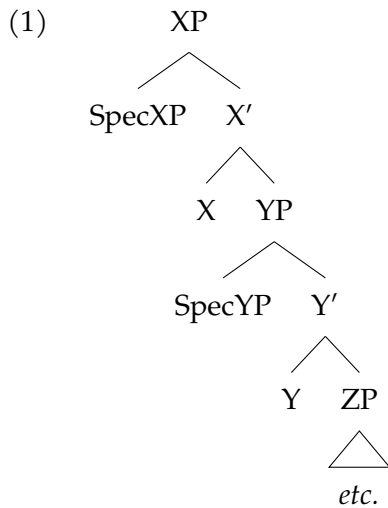 (1) XP
SpecXP X′
X YP
SpecYP Y′
Y ZP
etc.